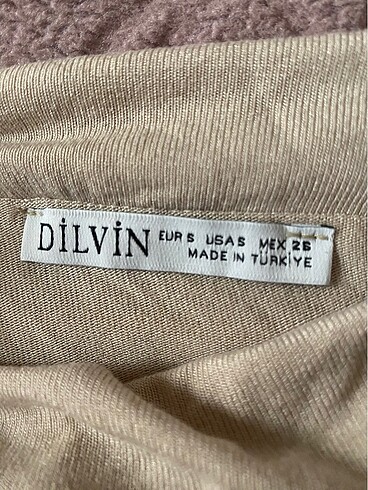 DİLVİN EUR S USA S MEX 26
MADE IN TÜRKİYE